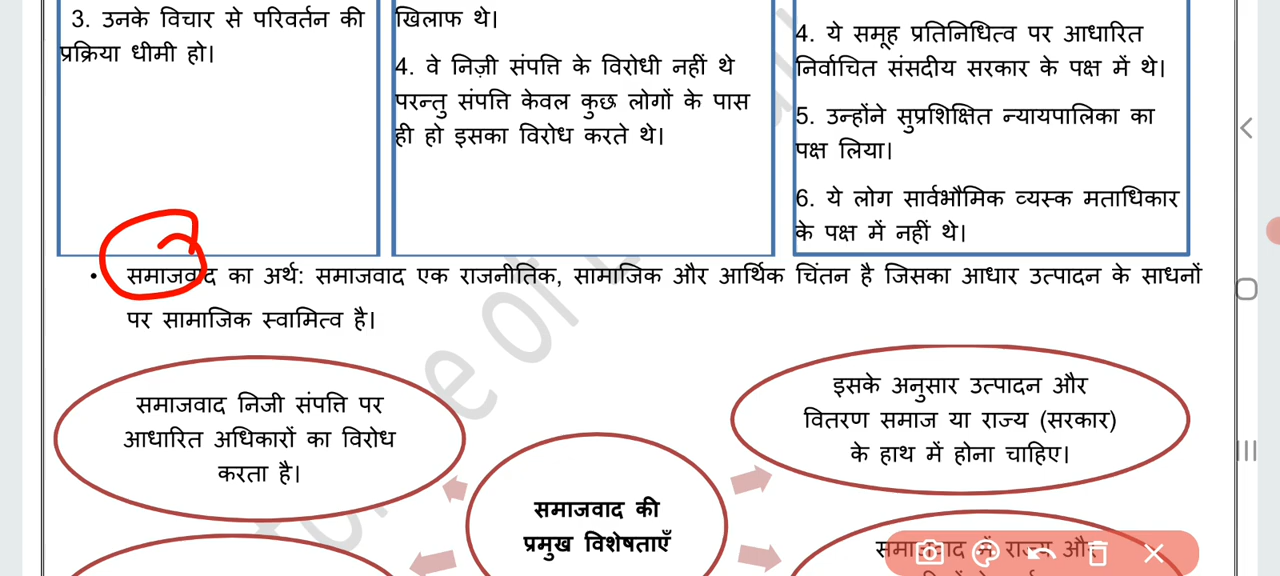 3. उनके विचार से परिवर्तन की
प्रक्रिया धीमी हो।
खिलाफ थे।
4. वे निज़ी संपत्ति के विरोधी नहीं थे
परन्तु संपत्ति केवल कुछ लोगों के पास
ही हो इसका विरोध करते थे।
4. ये समूह प्रतिनिधित्व पर आधारित
निर्वाचित संसदीय सरकार के पक्ष में थे।
5. उन्होंने सुप्रशिक्षित न्यायपालिका का
पक्ष लिया।
6. ये लोग सार्वभौमिक व्यस्क मताधिकार
के पक्ष में नहीं थे।
• समाजवाद का अर्थ: समाजवाद एक राजनीतिक, सामाजिक और आर्थिक चिंतन है जिसका आधार उत्पादन के साधनों
पर सामाजिक स्वामित्व है।
समाजवाद निजी संपत्ति पर
आधारित अधिकारों का विरोध
करता है।
इसके अनुसार उत्पादन और
वितरण समाज या राज्य (सरकार)
के हाथ में होना चाहिए।
समाजवाद की
प्रमुख विशेषताएँ
समाजवाद में राज्य और